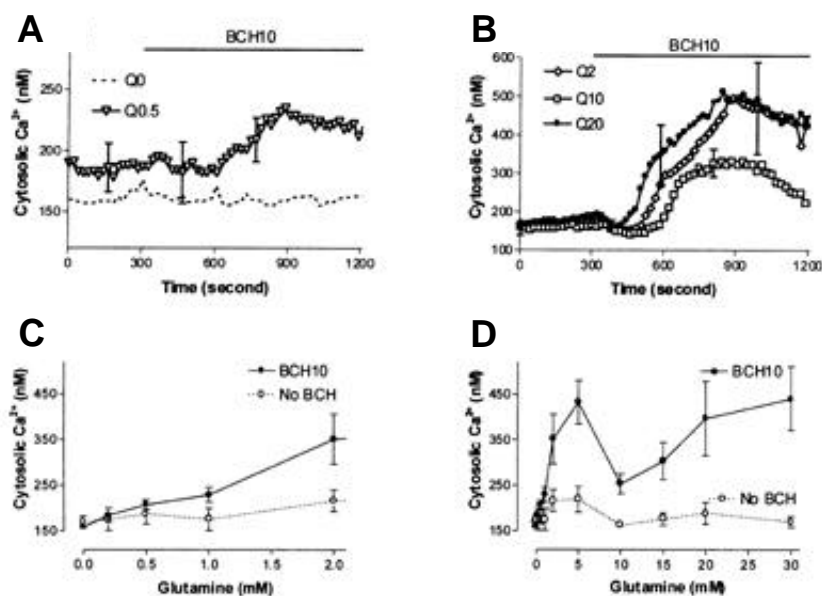 A
BCH10
Q0
Q0.5
Cytosolic Ca²⁺ (nM)
250
200
150
0 300 600 900 1200
Time (second)
B
BCH10
Q2
Q10
Q20
Cytosolic Ca²⁺ (nM)
600
500
400
300
200
100
0 300 600 900 1200
Time (second)
C
BCH10
No BCH
Cytosolic Ca²⁺ (nM)
450
350
250
150
0.0 0.5 1.0 1.5 2.0
Glutamine (mM)
D
BCH10
No BCH
Cytosolic Ca²⁺ (nM)
450
350
250
150
0 5 10 15 20 25 30
Glutamine (mM)